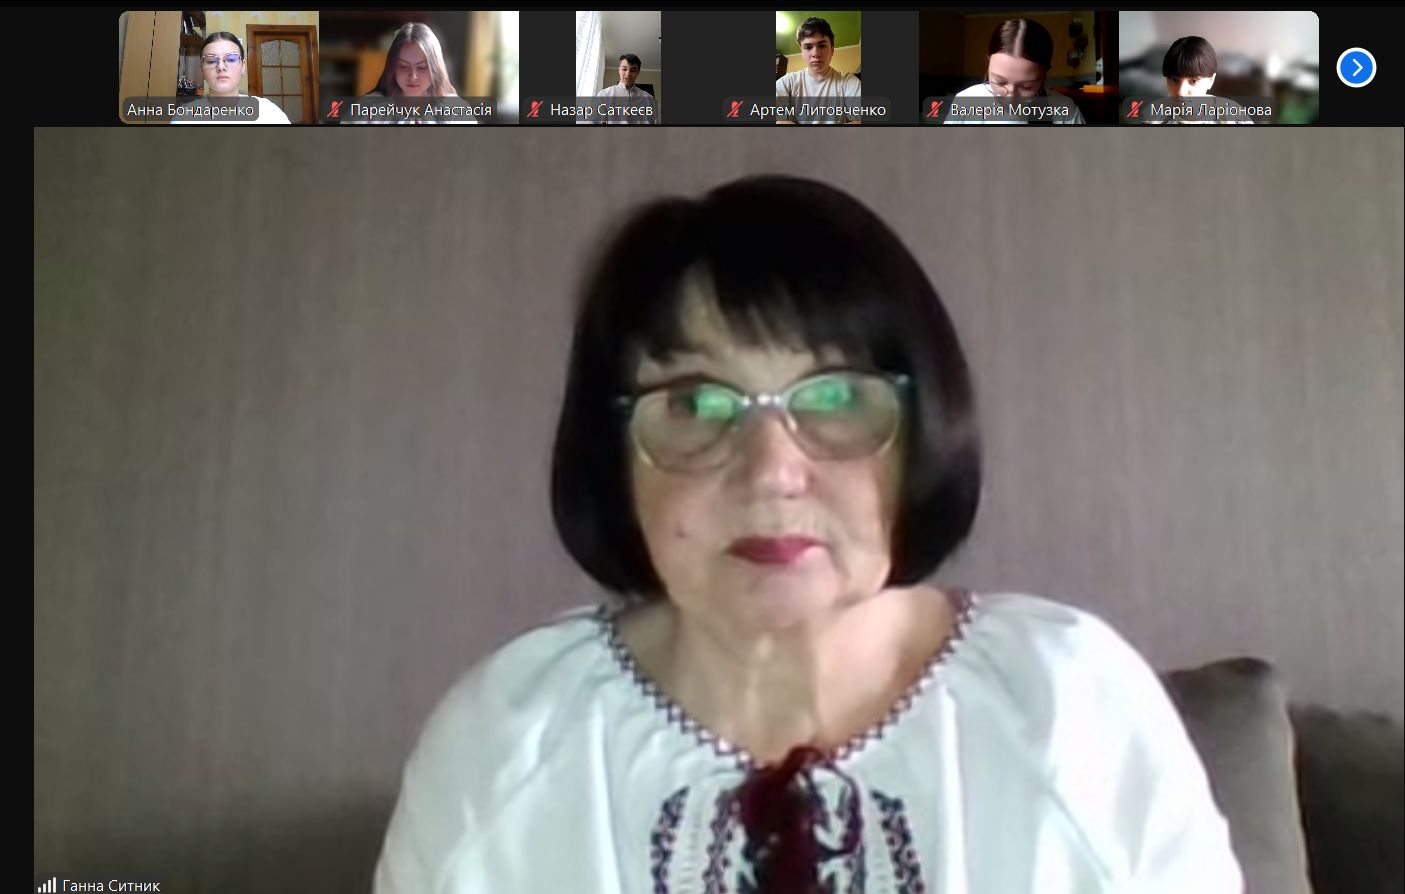 Анна Бондаренко
Парейчук Анастасія
Назар Саткеєв
Артем Литовченко
Валерія Мотузка
Марія Ларіонова
Ганна Ситник